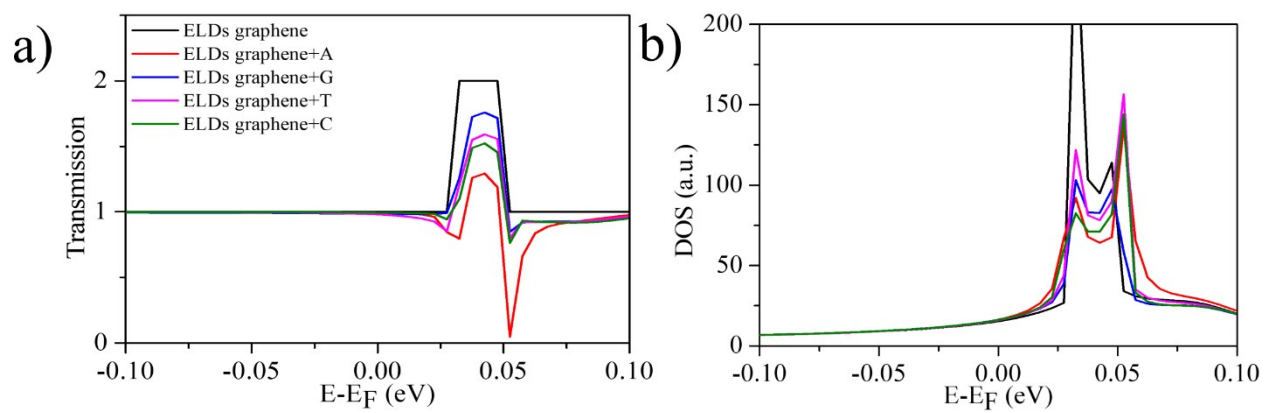 a)
ELDs graphene
ELDs graphene+A
ELDs graphene+G
ELDs graphene+T
ELDs graphene+C
Transmission
2
1
0
-0.10
-0.05
0.00
0.05
0.10
E-EF (eV)
b)
DOS (a.u.)
200
150
100
50
0
-0.10
-0.05
0.00
0.05
0.10
E-EF (eV)